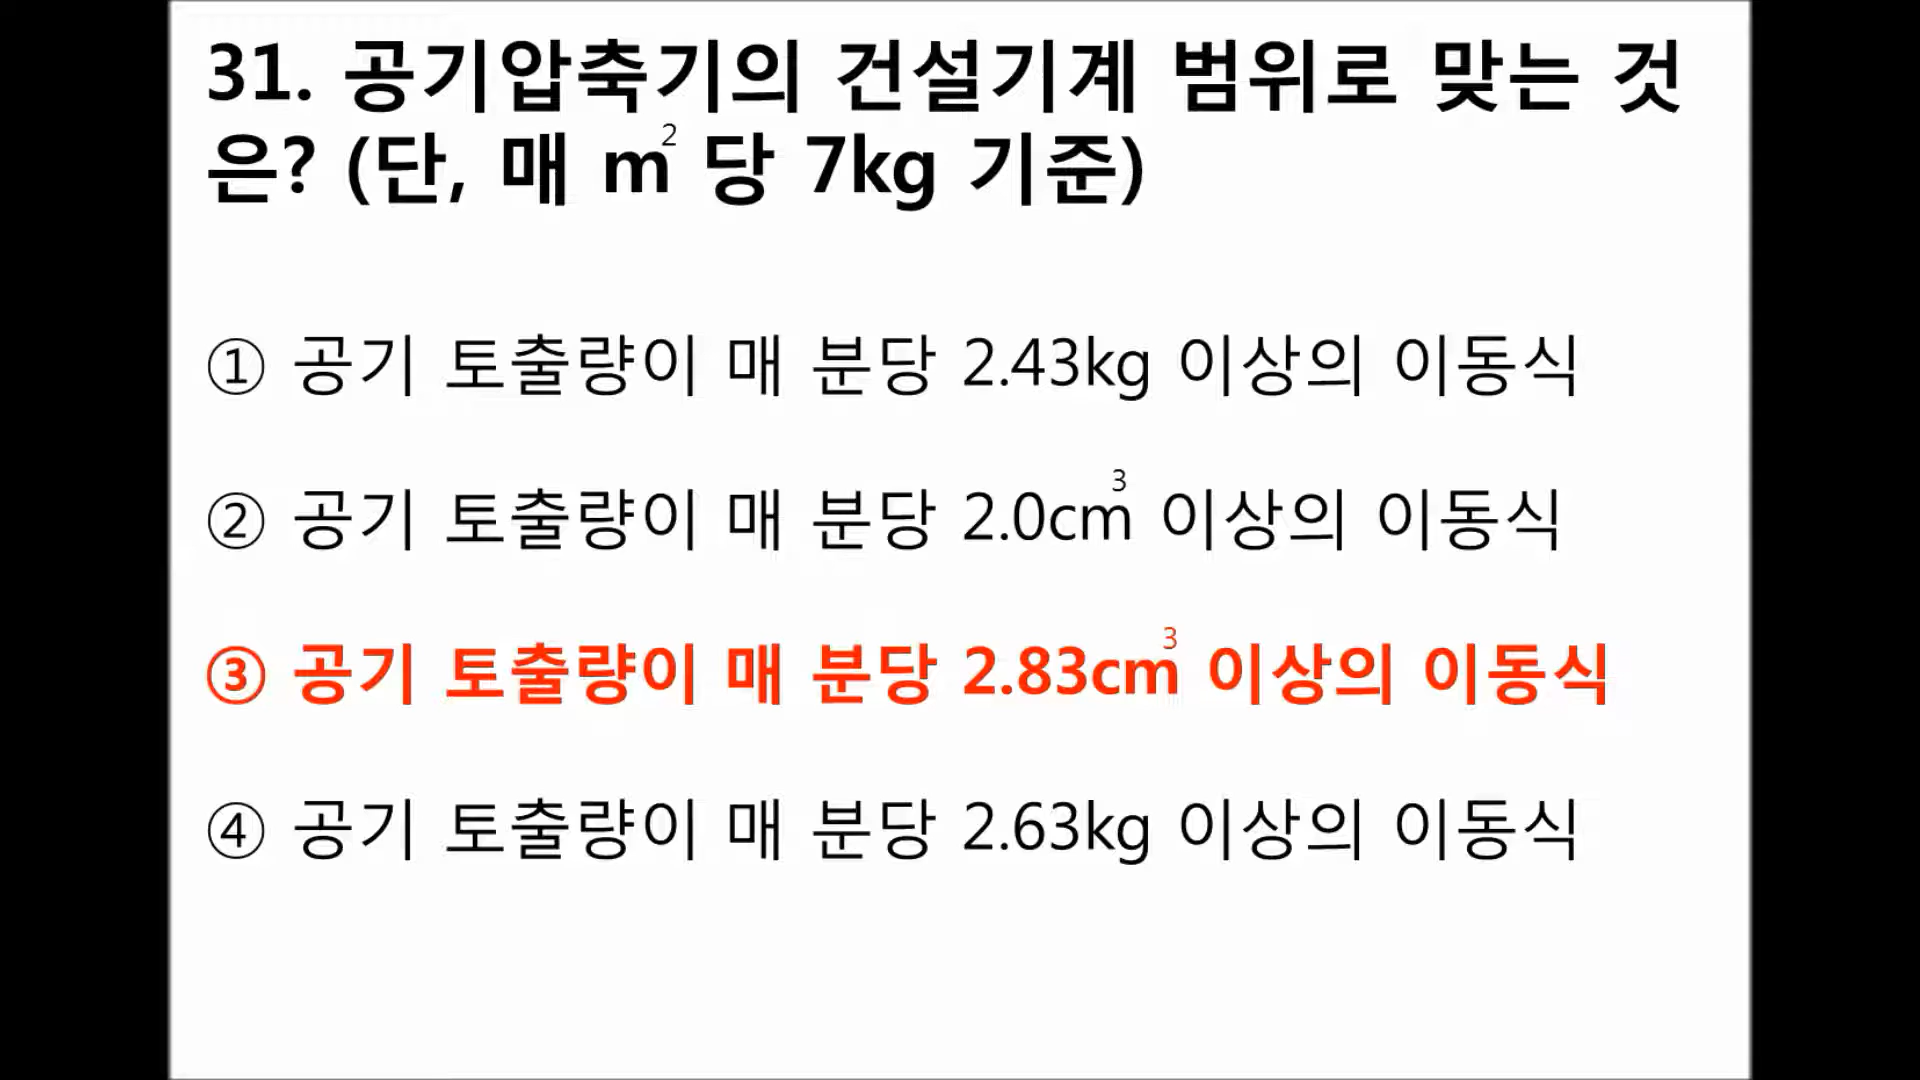 31. 공기압축기의 건설기계 범위로 맞는 것
은? (단, 매 m² 당 7kg 기준)
① 공기 토출량이 매 분당 2.43kg 이상의 이동식
② 공기 토출량이 매 분당 2.0cm³ 이상의 이동식
③ 공기 토출량이 매 분당 2.83cm³ 이상의 이동식
④ 공기 토출량이 매 분당 2.63kg 이상의 이동식